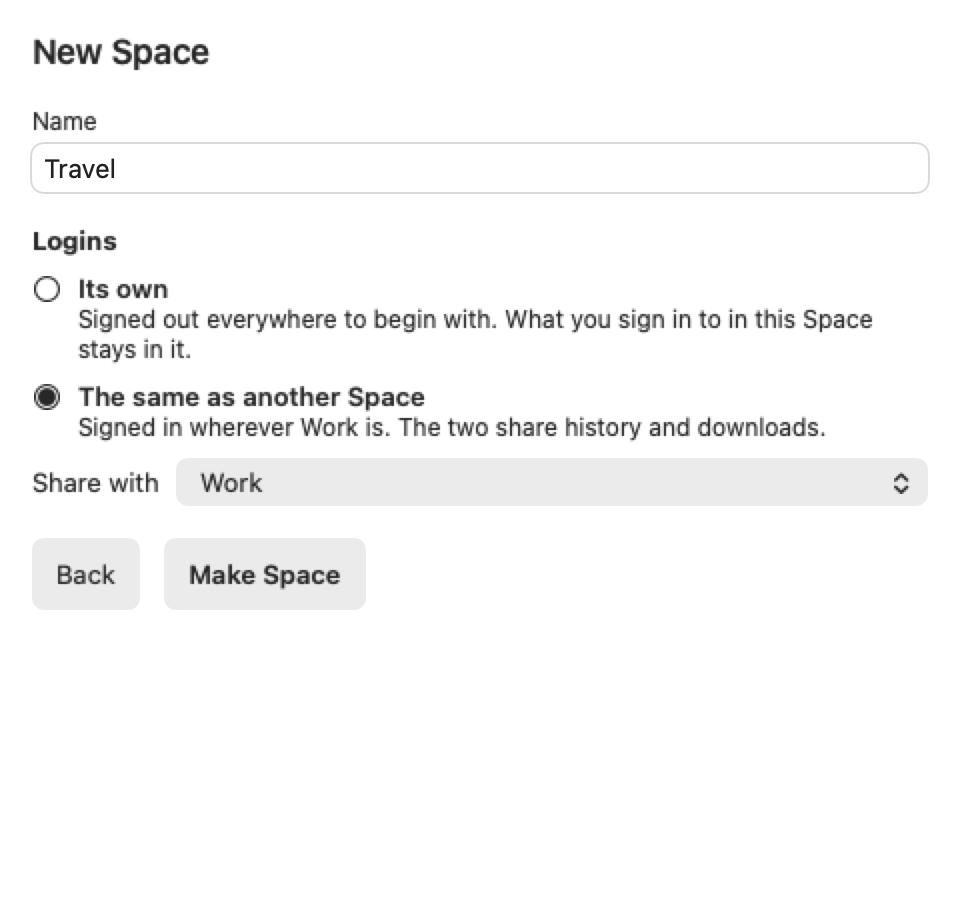 New Space
Name
Travel
Logins
Its own
Signed out everywhere to begin with. What you sign in to in this Space
stays in it.
The same as another Space
Signed in wherever Work is. The two share history and downloads.
Share with Work
Back Make Space